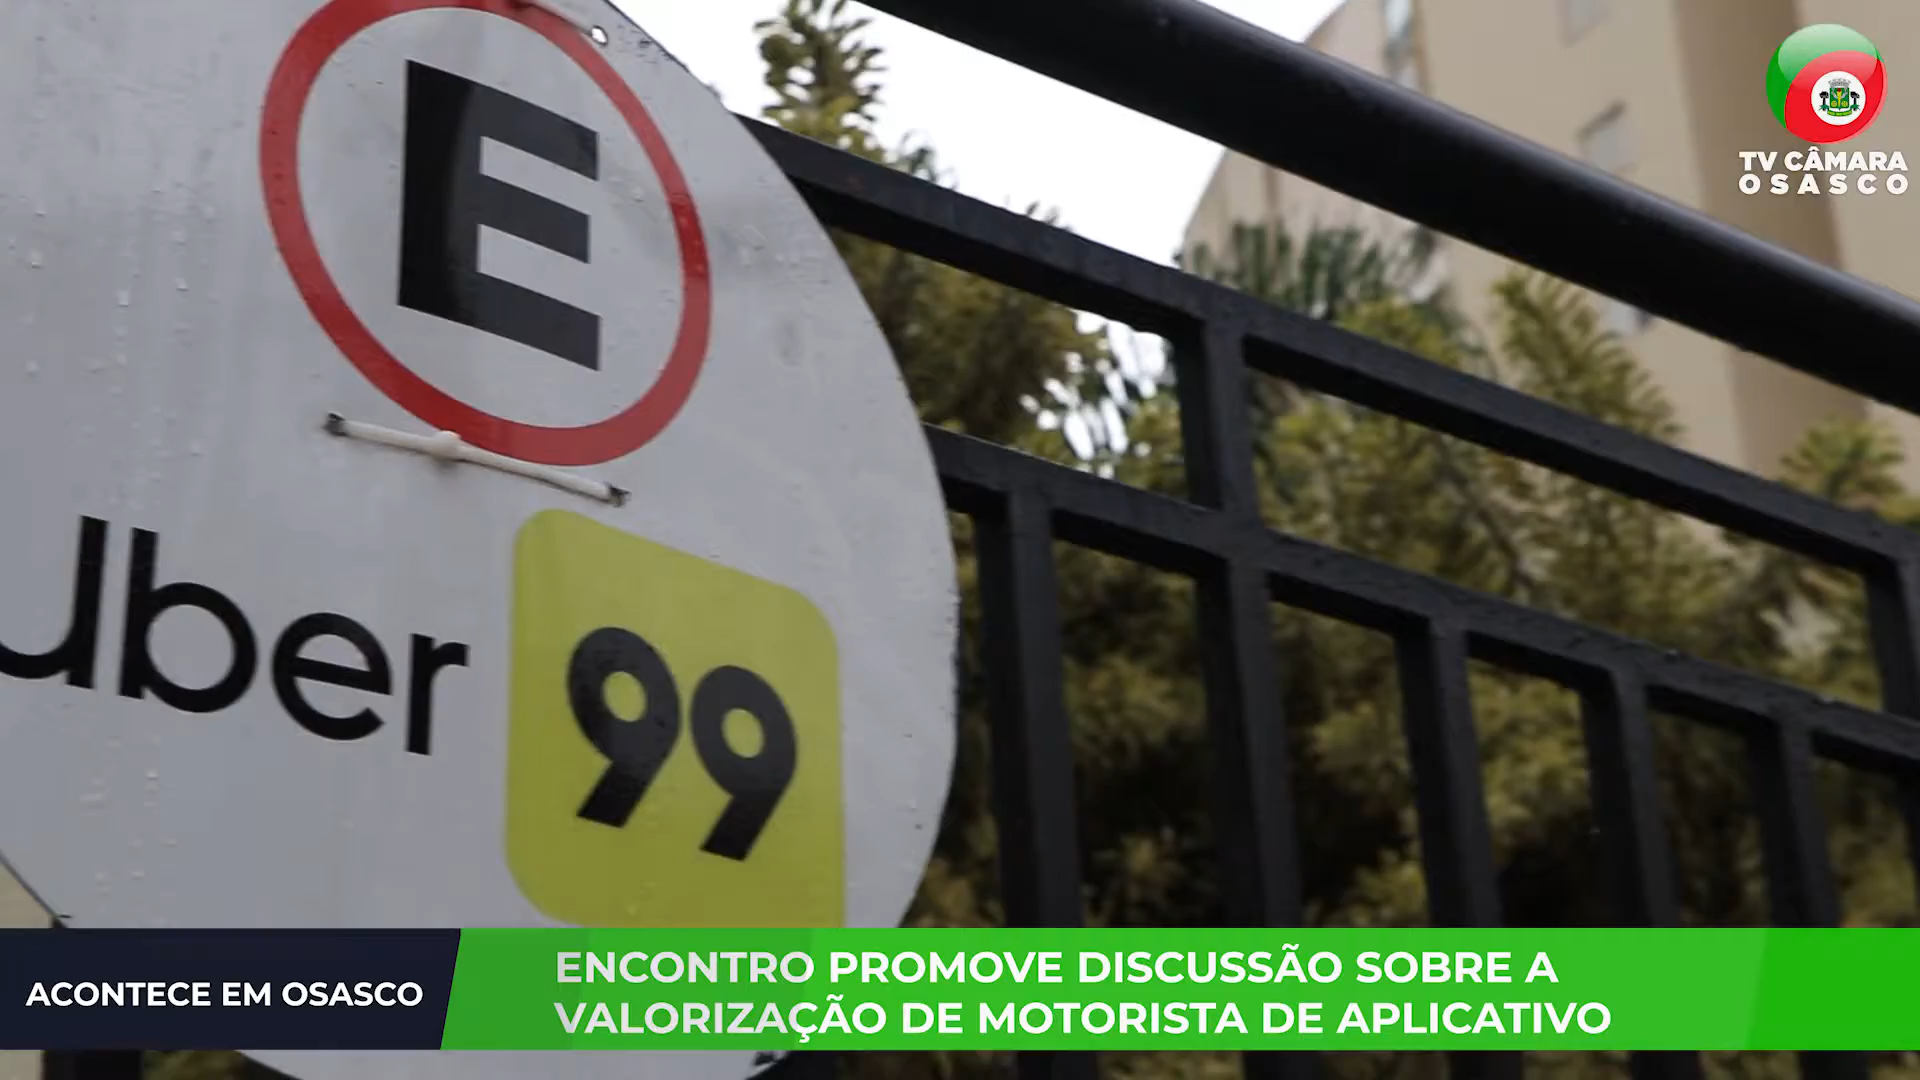 E
uber
99
TV CÂMARA
OSASCO
ACONTECE EM OSASCO
ENCONTRO PROMOVE DISCUSSÃO SOBRE A
VALORIZAÇÃO DE MOTORISTA DE APLICATIVO